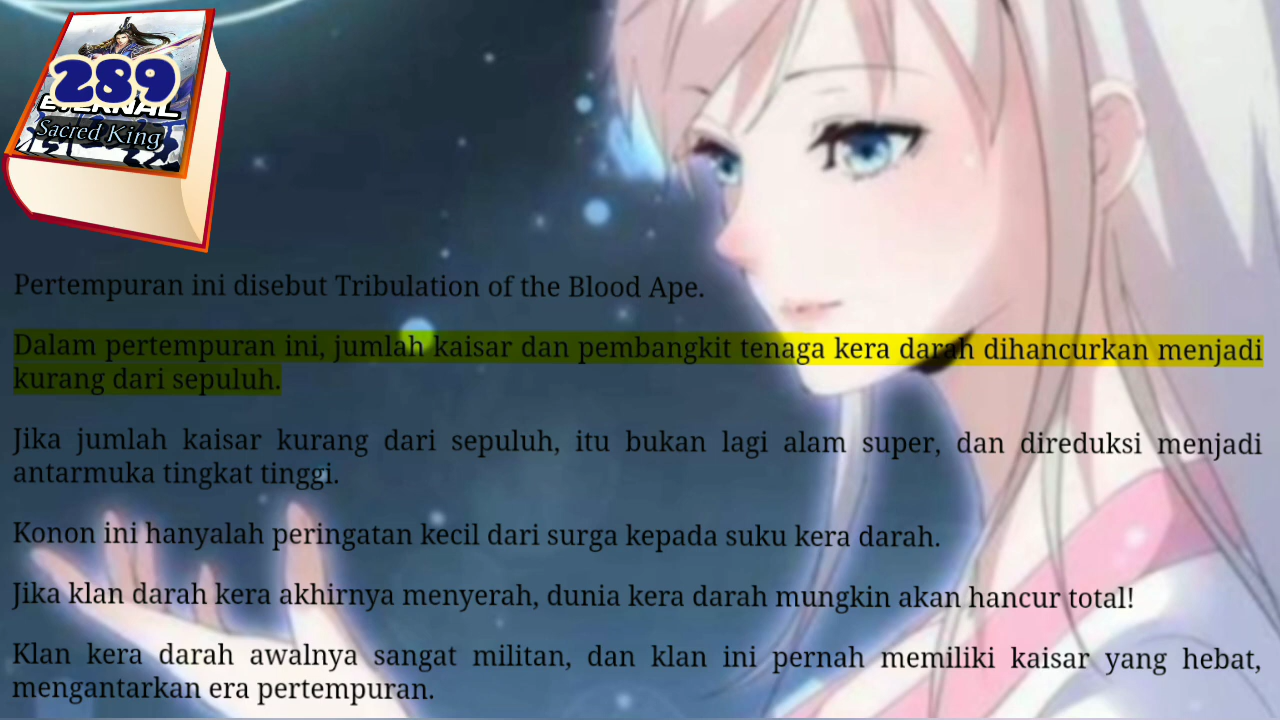 289
ETERNAL
Sacred King
Pertempuran ini disebut Tribulation of the Blood Ape.
Dalam pertempuran ini, jumlah kaisar dan pembangkit tenaga kera darah dihancurkan menjadi
kurang dari sepuluh.
Jika jumlah kaisar kurang dari sepuluh, itu bukan lagi alam super, dan direduksi menjadi
antarmuka tingkat tinggi.
Konon ini hanyalah peringatan kecil dari surga kepada suku kera darah.
Jika klan darah kera akhirnya menyerah, dunia kera darah mungkin akan hancur total!
Klan kera darah awalnya sangat militan, dan klan ini pernah memiliki kaisar yang hebat,
mengantarkan era pertempuran.